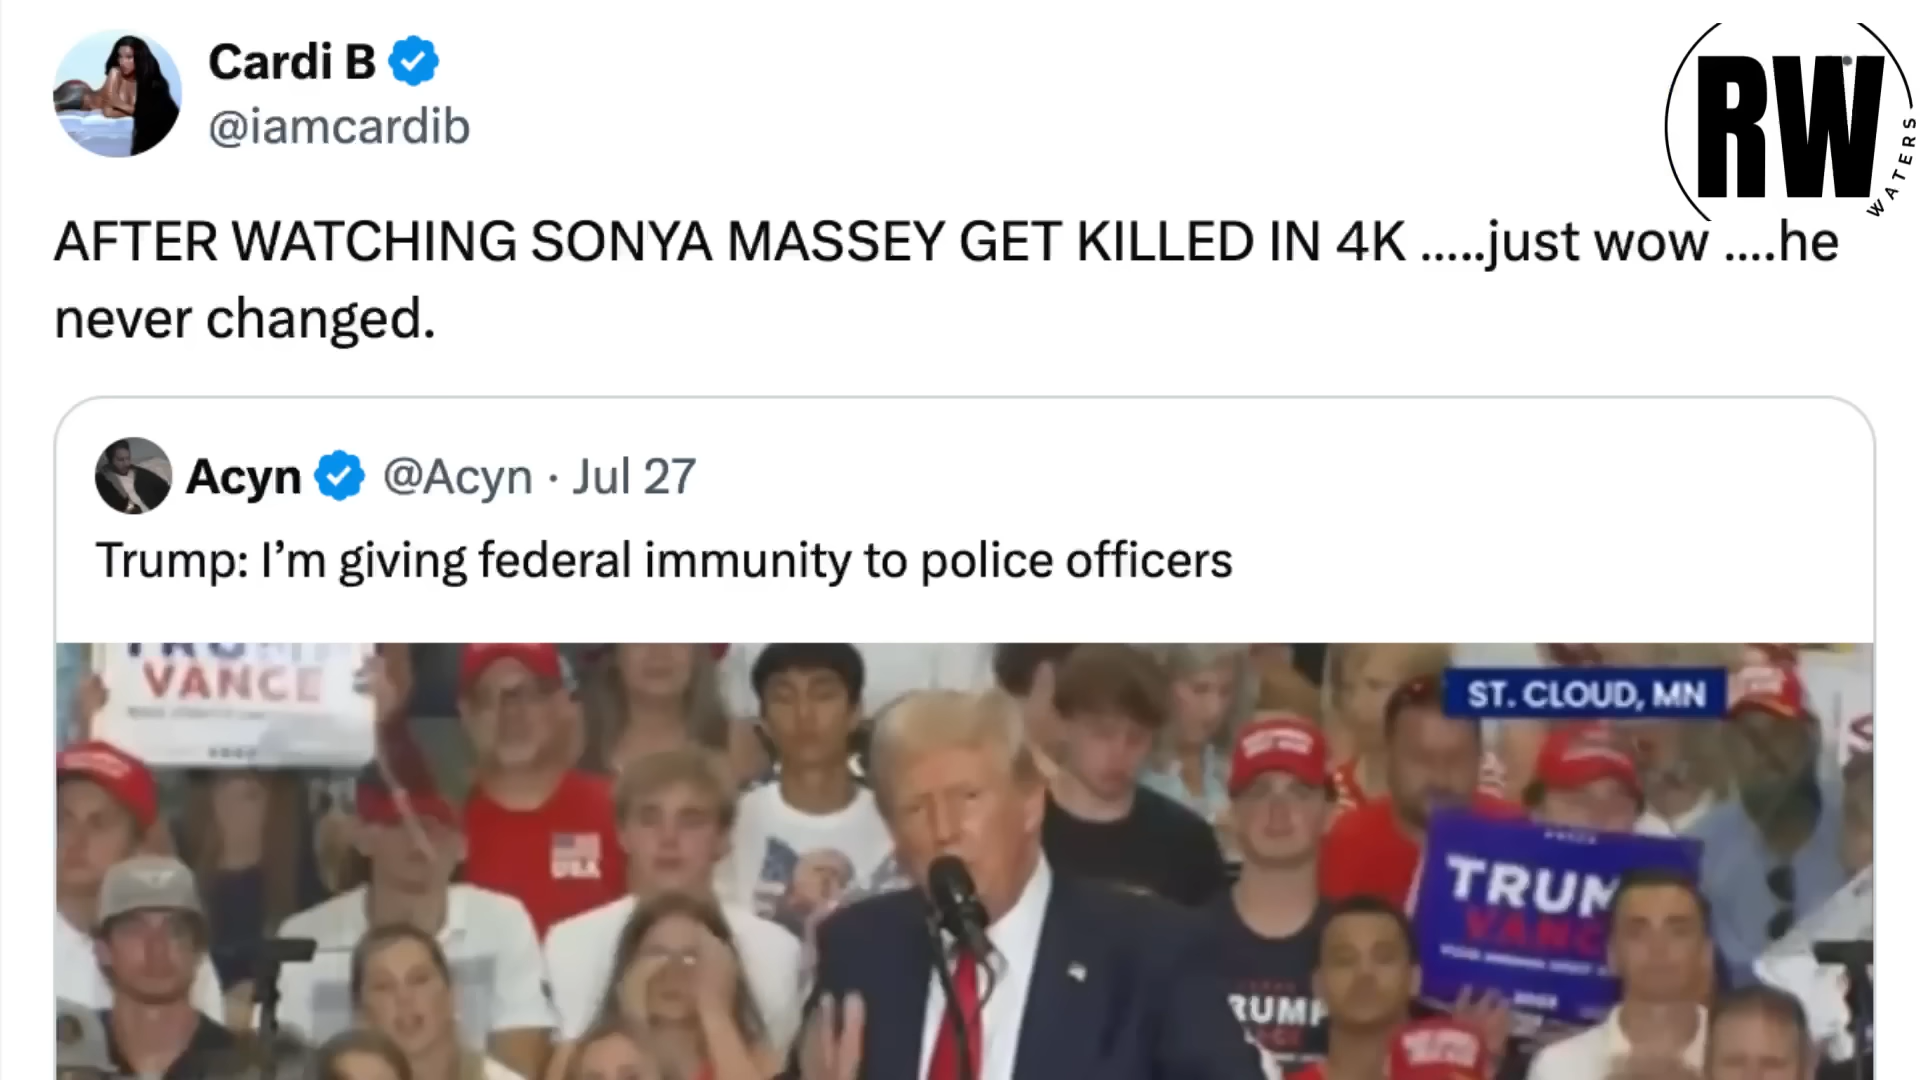 Cardi B
@iamcardib
RW
WATERS
AFTER WATCHING SONYA MASSEY GET KILLED IN 4K .....just wow ....he
never changed.
Acyn @Acyn · Jul 27
Trump: I’m giving federal immunity to police officers
VANCE
ST. CLOUD, MN
USA
TRUM
VANC
RUMP